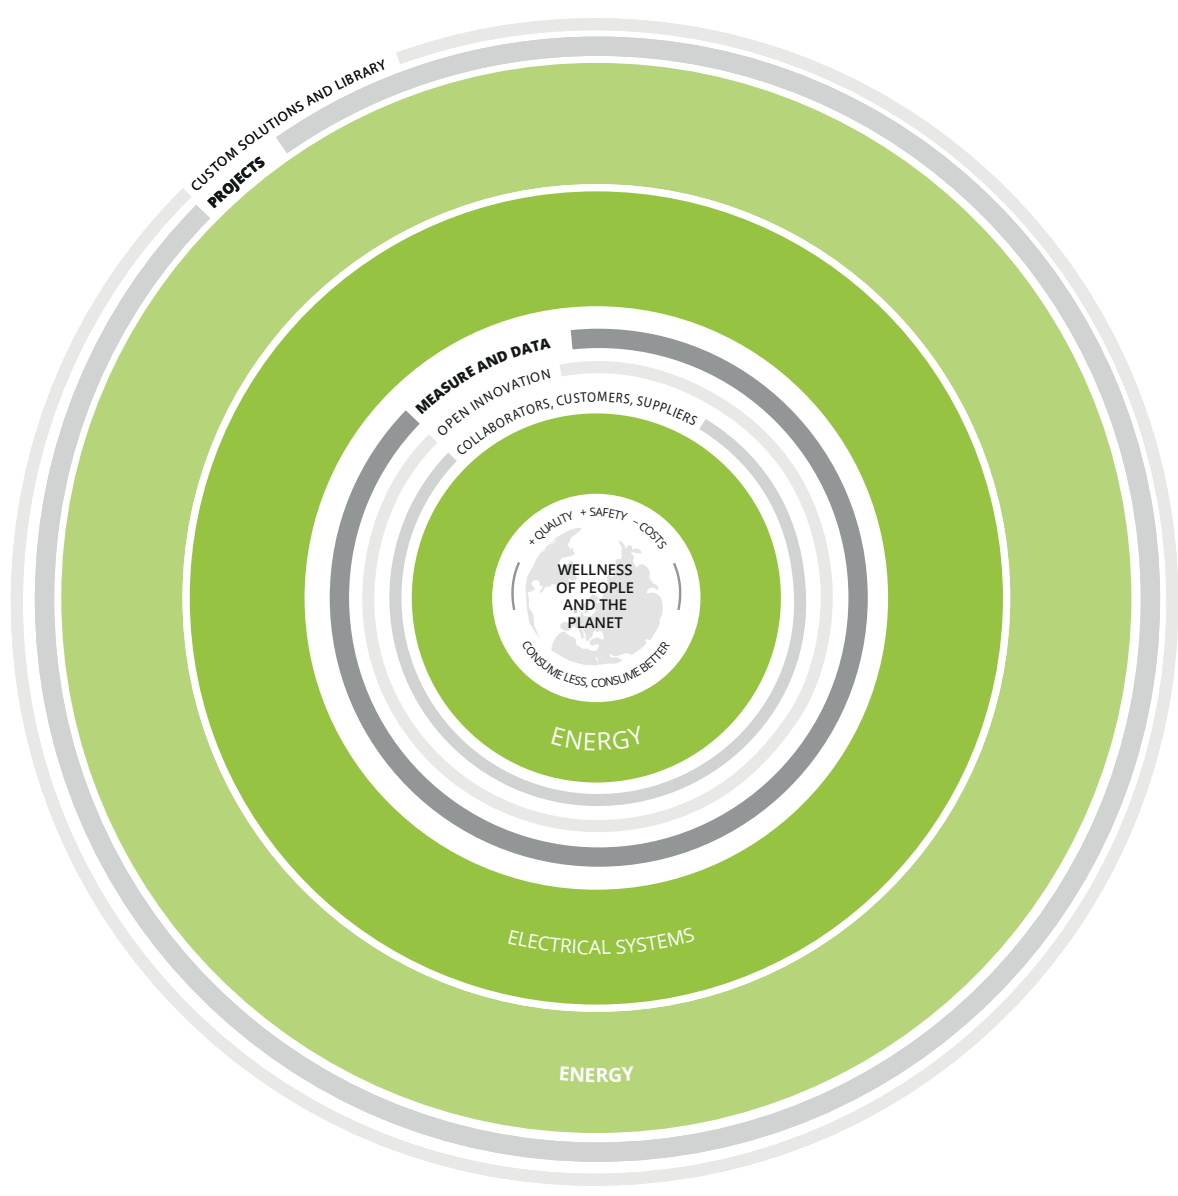 CUSTOM SOLUTIONS AND LIBRARY
PROJECTS
MEASURE AND DATA
OPEN INNOVATION
COLLABORATORS, CUSTOMERS, SUPPLIERS
+ QUALITY + SAFETY – COSTS
WELLNESS
OF PEOPLE
AND THE
PLANET
CONSUME LESS, CONSUME BETTER
ENERGY
ELECTRICAL SYSTEMS
ENERGY